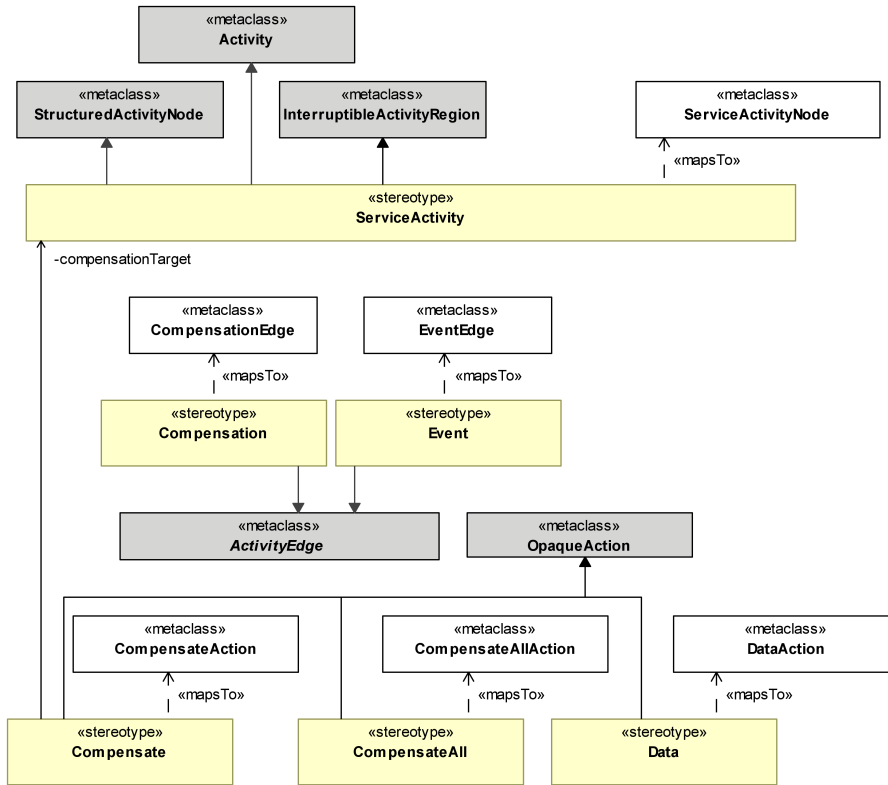 «metaclass»
Activity
«metaclass»
StructuredActivityNode
«metaclass»
InterruptibleActivityRegion
«metaclass»
ServiceActivityNode
«mapsTo»
«stereotype»
ServiceActivity
-compensationTarget
«metaclass»
CompensationEdge
«metaclass»
EventEdge
«mapsTo»
«mapsTo»
«stereotype»
Compensation
«stereotype»
Event
«metaclass»
ActivityEdge
«metaclass»
OpaqueAction
«metaclass»
CompensateAction
«metaclass»
CompensateAllAction
«metaclass»
DataAction
«mapsTo»
«mapsTo»
«mapsTo»
«stereotype»
Compensate
«stereotype»
CompensateAll
«stereotype»
Data